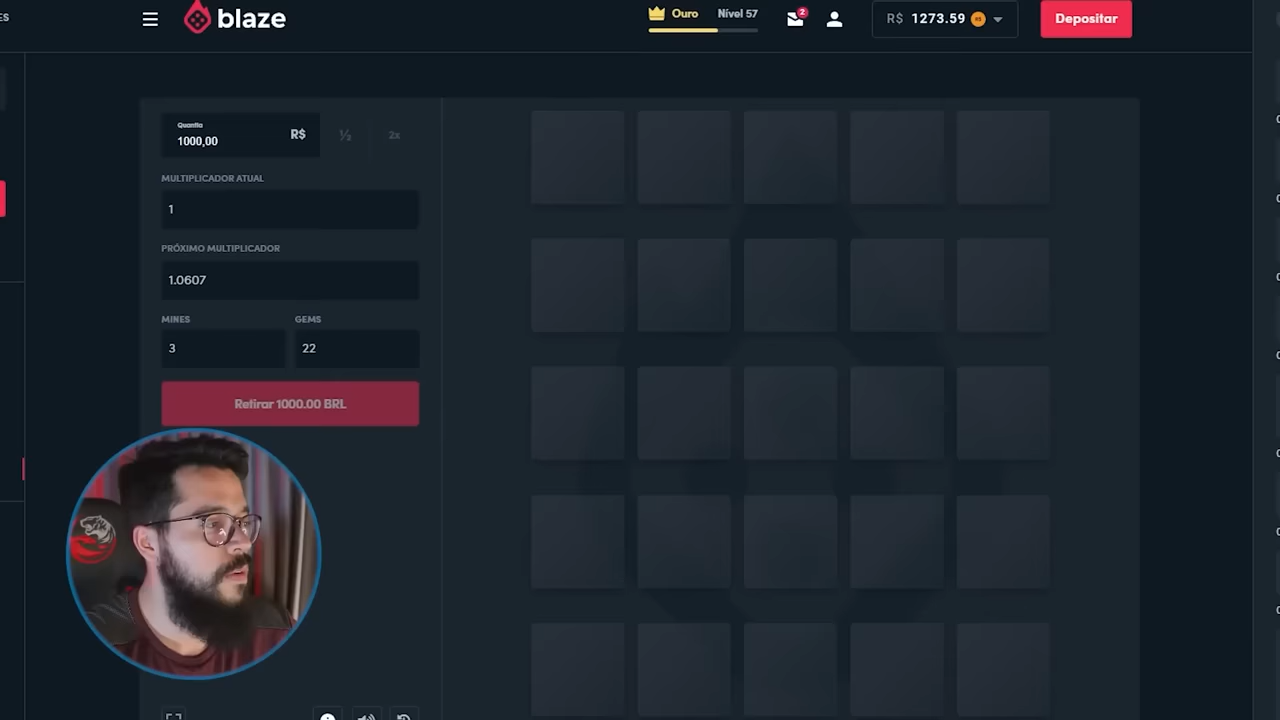 ES
blaze
Ouro Nível 57
2
R$ 1273.59
Depositar
Quantia
1000,00
R$
½
2x
MULTIPLICADOR ATUAL
1
PRÓXIMO MULTIPLICADOR
1.0607
MINES
GEMS
3
22
Retirar 1000.00 BRL